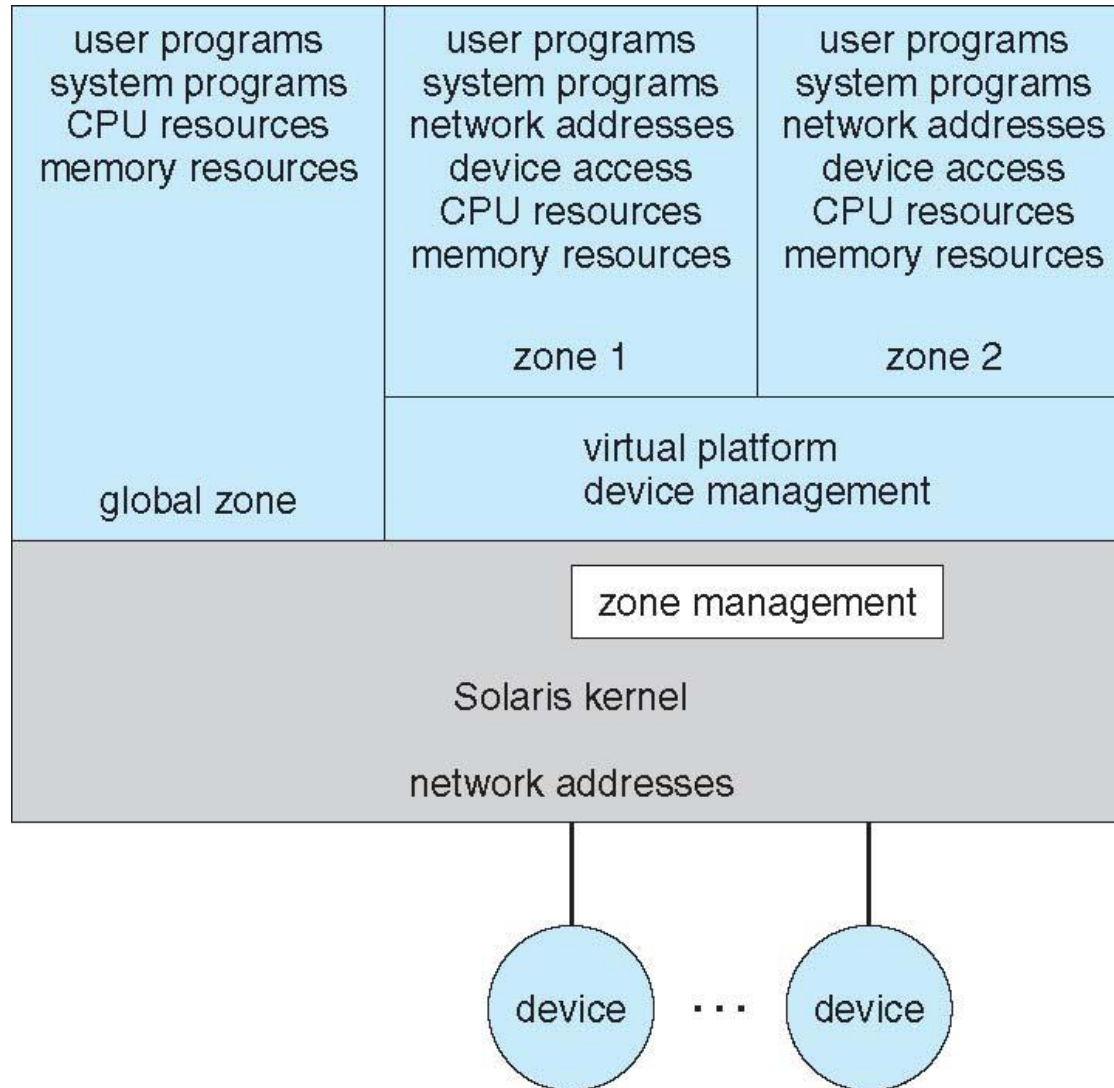 user programs
system programs
CPU resources
memory resources
global zone
user programs
system programs
network addresses
device access
CPU resources
memory resources
zone 1
user programs
system programs
network addresses
device access
CPU resources
memory resources
zone 2
virtual platform
device management
zone management
Solaris kernel
network addresses
device
...
device